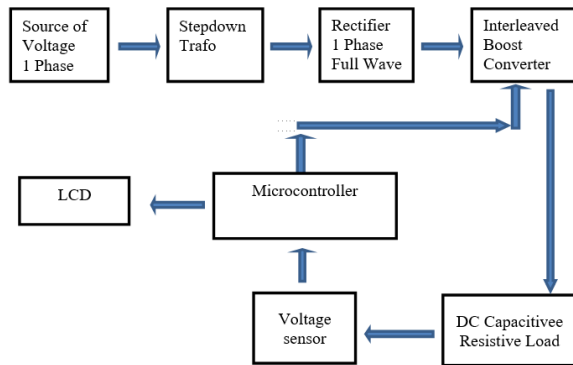 Source of
Voltage
1 Phase
Stepdown
Trafo
Rectifier
1 Phase
Full Wave
Interleaved
Boost
Converter
LCD
Microcontroller
Voltage
sensor
DC Capacitivee
Resistive Load